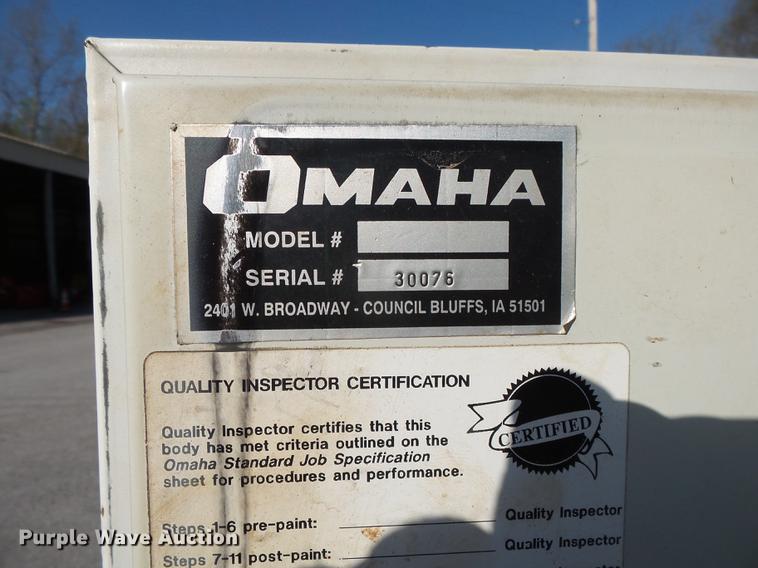 OMAHA
MODEL #
SERIAL # 30076
2401 W. BROADWAY - COUNCIL BLUFFS, IA 51501
QUALITY INSPECTOR CERTIFICATION
Quality Inspector certifies that this
body has met criteria outlined on the
Omaha Standard Job Specification
sheet for procedures and performance.
CERTIFIED
Steps 1-6 pre-paint: Quality Inspector
Steps 7-11 post-paint: Quality Inspector
Purple Wave Auction